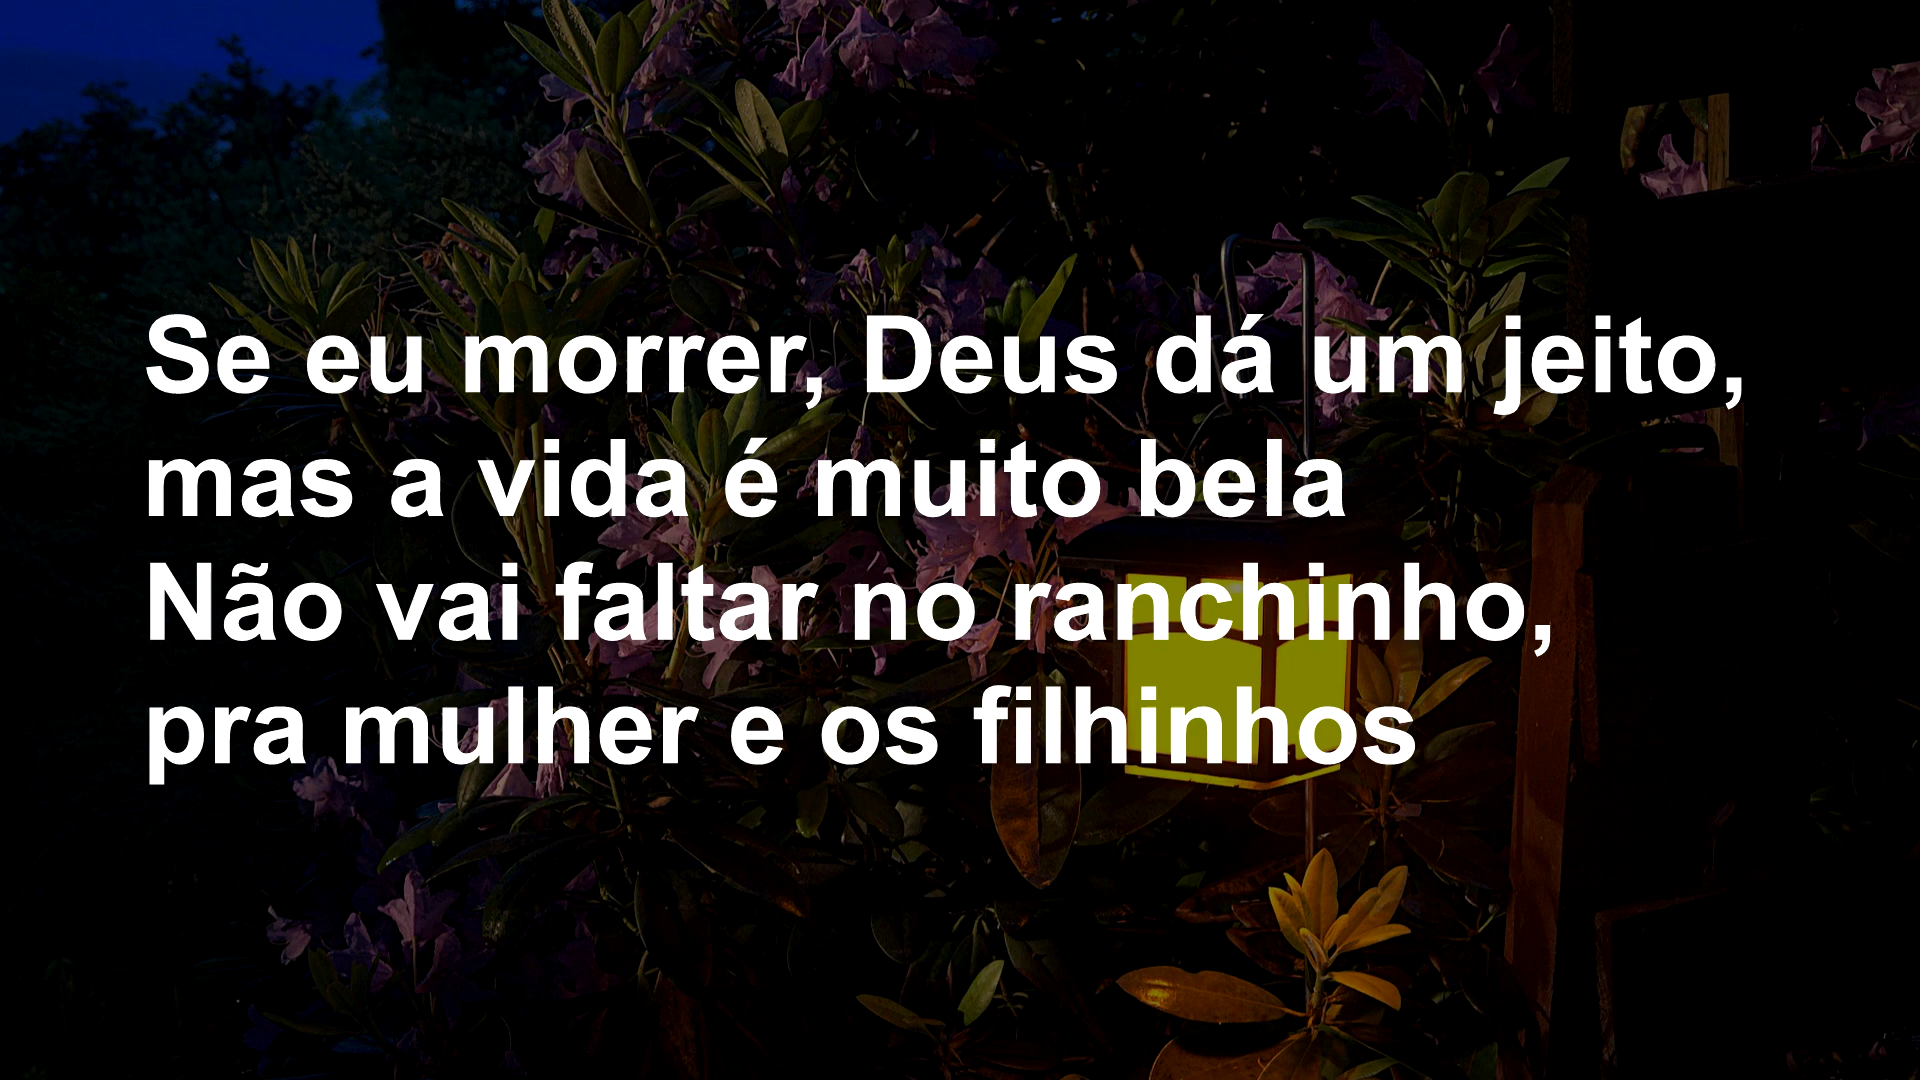 Se eu morrer, Deus dá um jeito,
mas a vida é muito bela
Não vai faltar no ranchinho,
pra mulher e os filhinhos